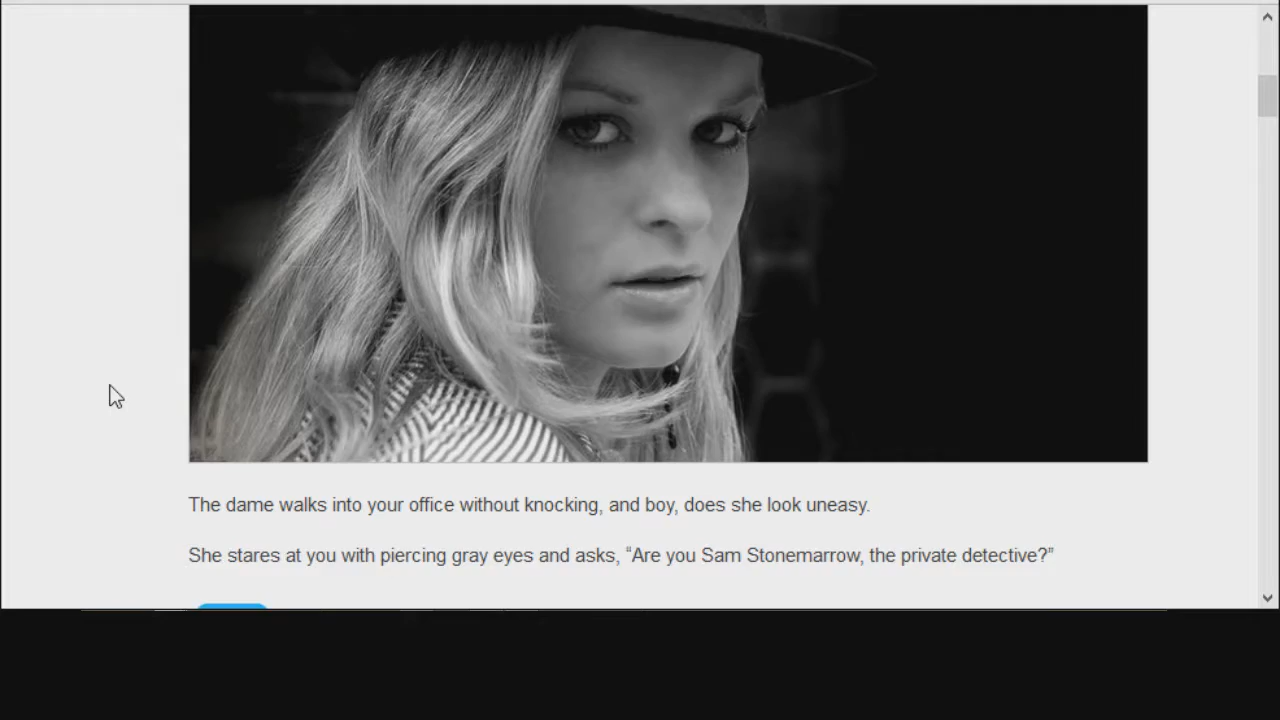 The dame walks into your office without knocking, and boy, does she look uneasy.
She stares at you with piercing gray eyes and asks, “Are you Sam Stonemarrow, the private detective?”